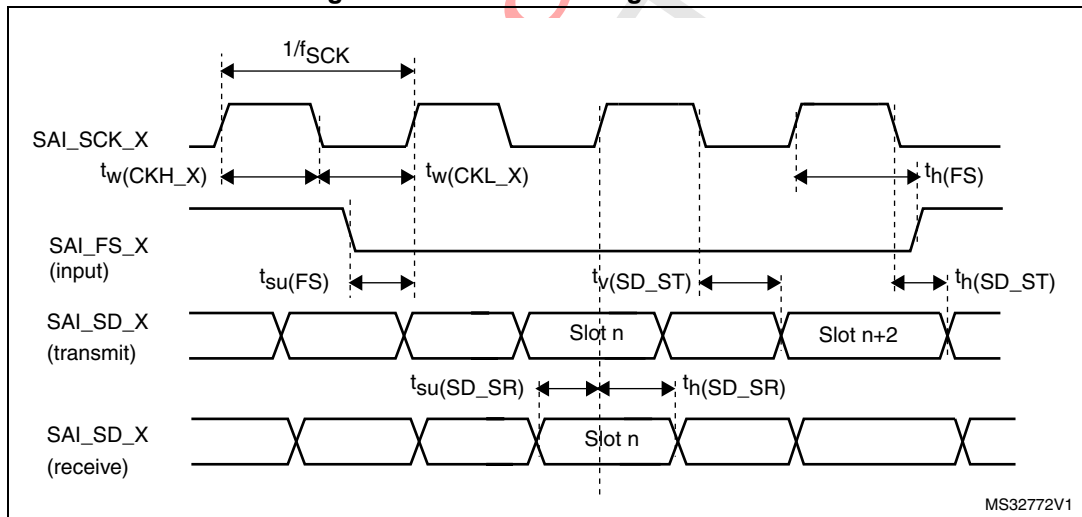 1/fSCK
SAI_SCK_X
tw(CKH_X)
tw(CKL_X)
th(FS)
SAI_FS_X
(input)
tsu(FS)
tv(SD_ST)
th(SD_ST)
SAI_SD_X
(transmit)
Slot n
Slot n+2
tsu(SD_SR)
th(SD_SR)
SAI_SD_X
(receive)
Slot n
MS32772V1